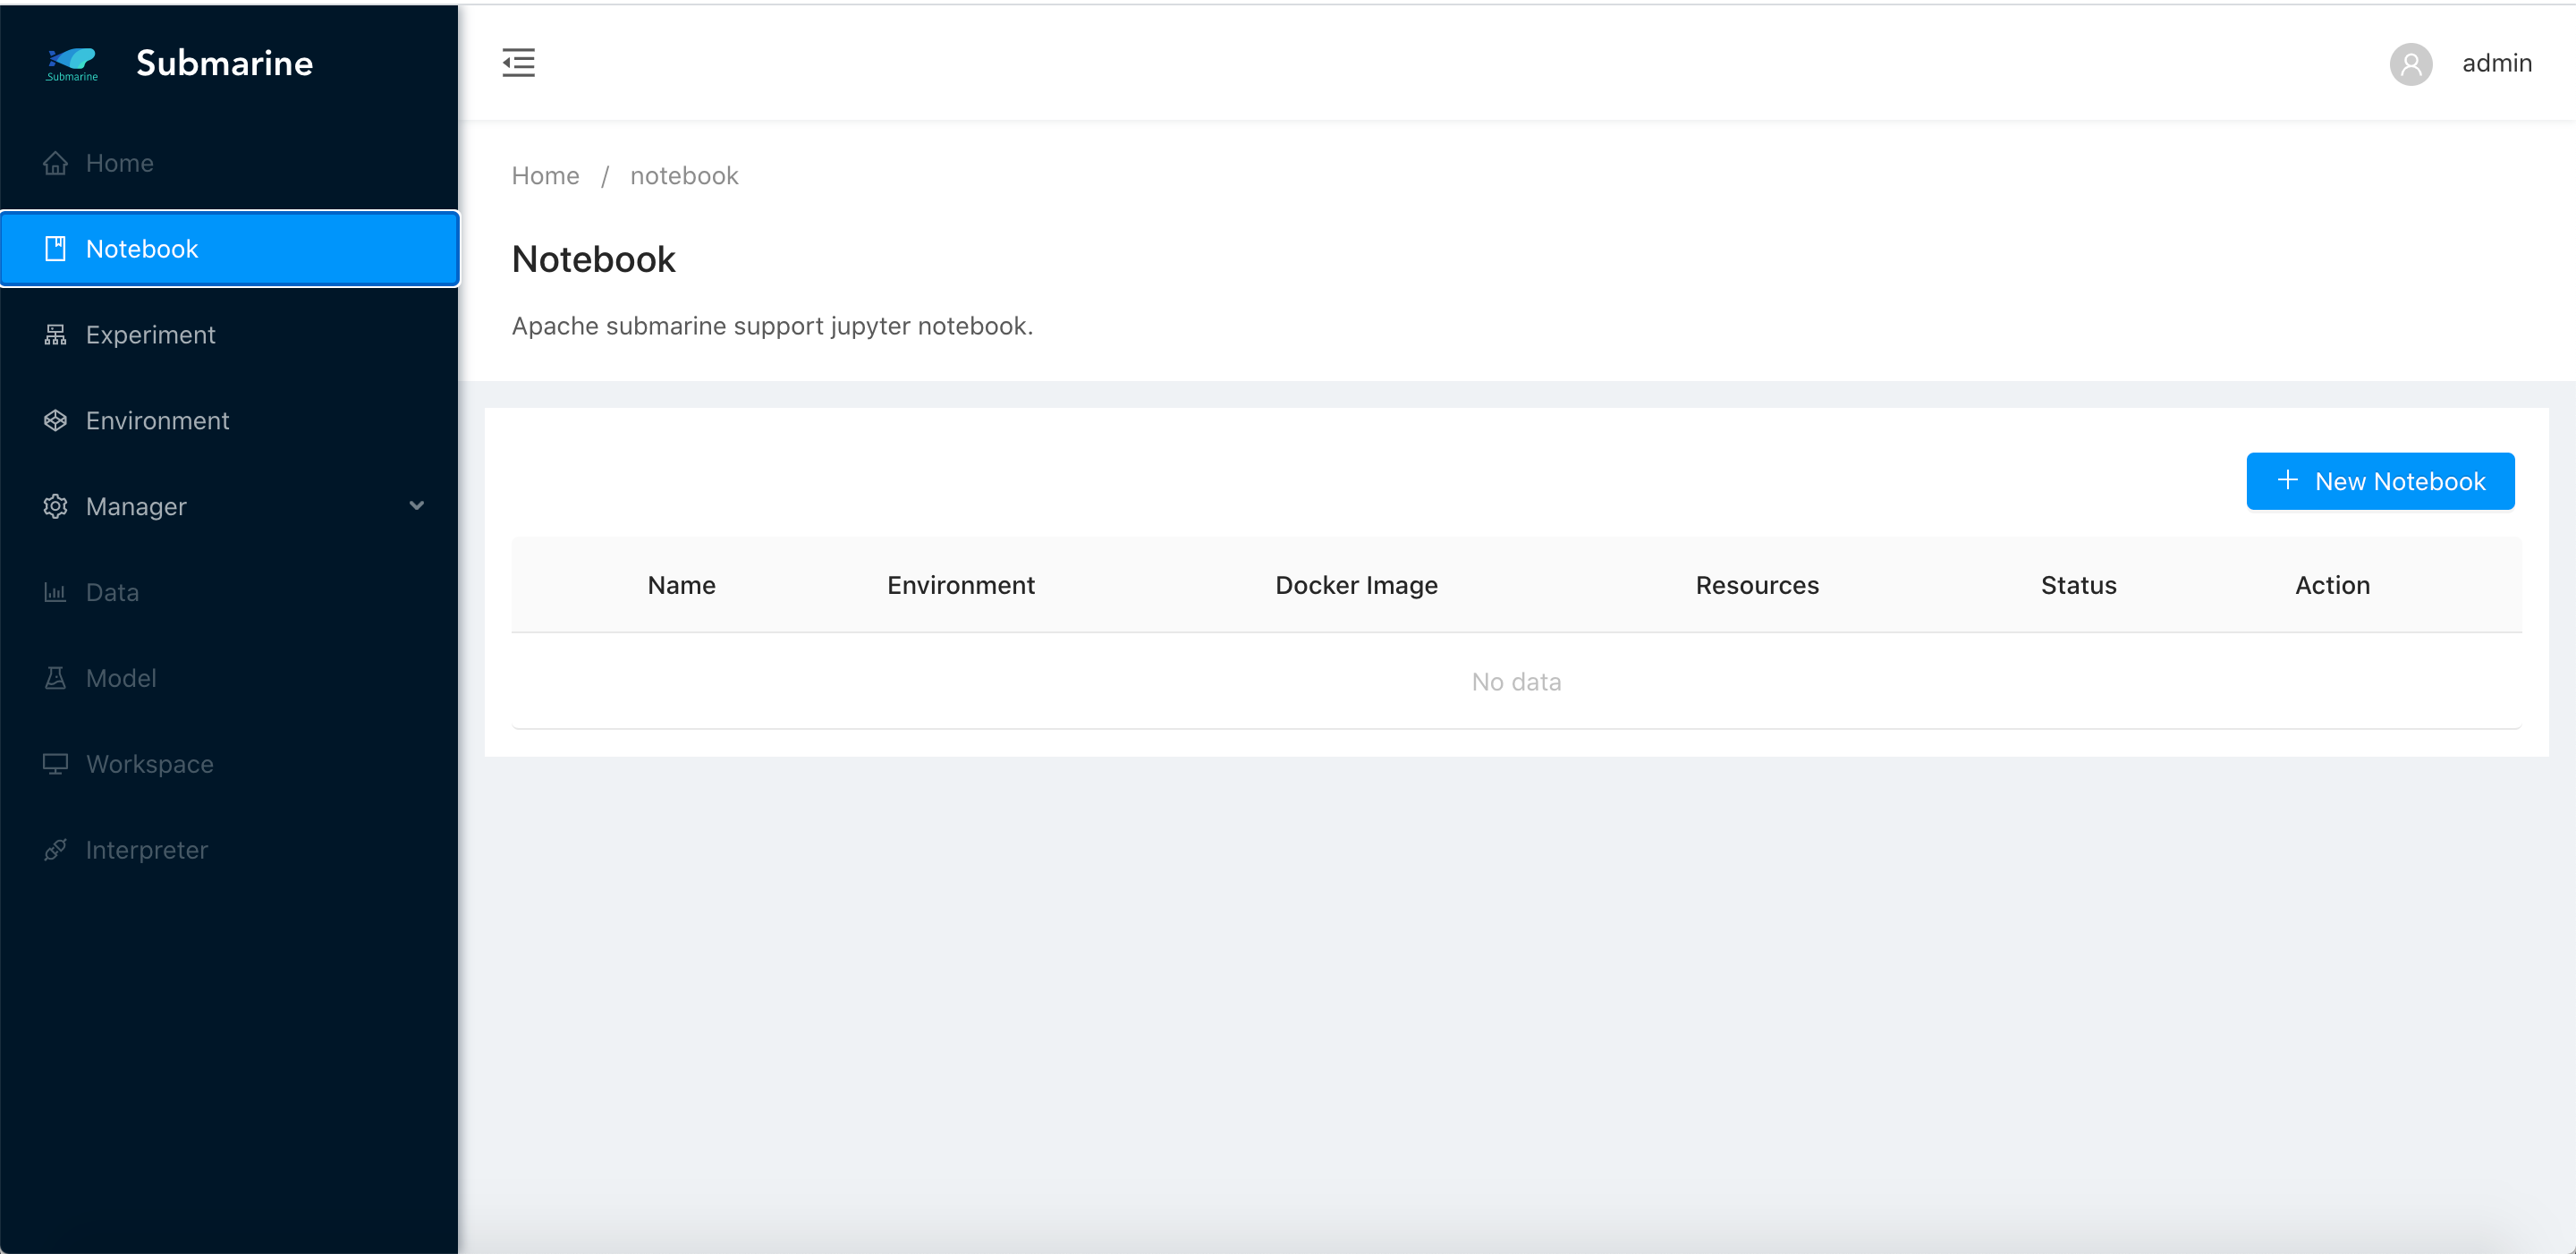 Submarine
Submarine
admin
Home
Notebook
Experiment
Environment
Manager
Data
Model
Workspace
Interpreter
Home / notebook
Notebook
Apache submarine support jupyter notebook.
New Notebook
Name Environment Docker Image Resources Status Action
No data